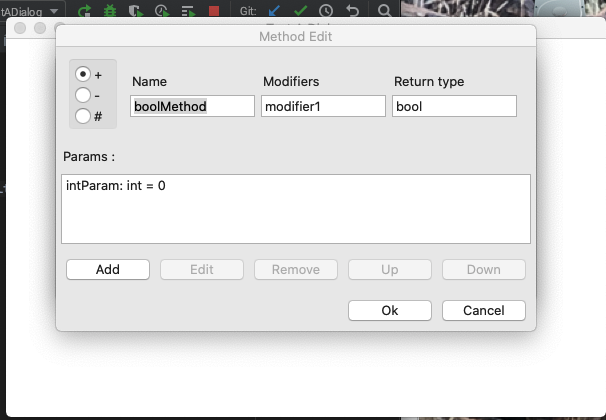 tADialog
Git:
Method Edit
+
-
#
Name
Modifiers
Return type
boolMethod
modifier1
bool
Params :
intParam: int = 0
Add
Edit
Remove
Up
Down
Ok
Cancel